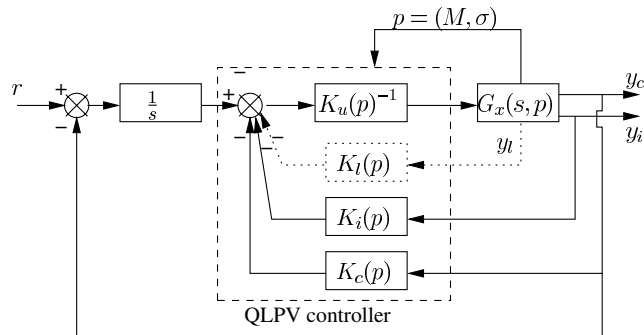 p = (M, σ)
−
r
+
−
1/s
+
K_u(p)^{-1}
G_x(s, p)
y_c
y_i
−
−
−
K_l(p)
y_l
K_i(p)
K_c(p)
QLPV controller